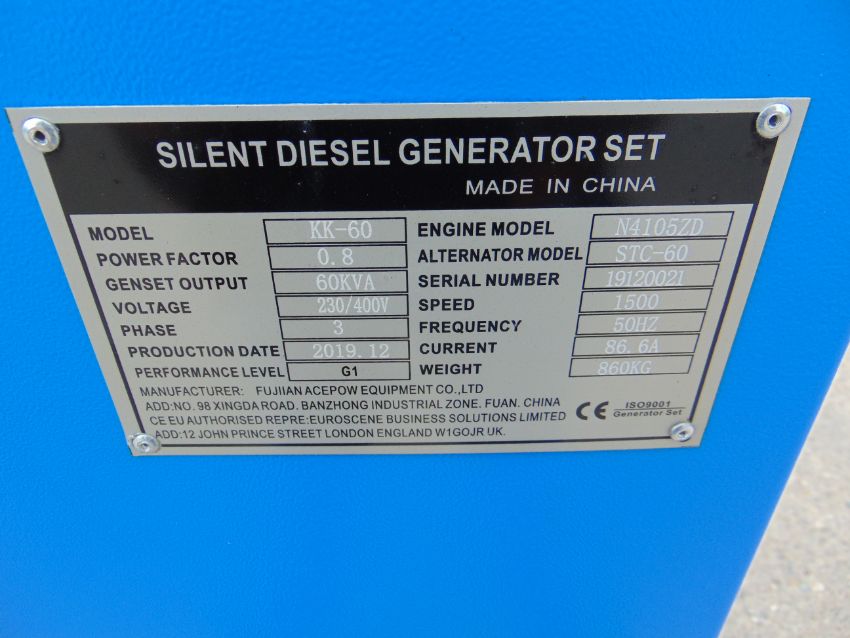 SILENT DIESEL GENERATOR SET
MADE IN CHINA
MODEL KK-60 ENGINE MODEL N4105ZD
POWER FACTOR 0.8 ALTERNATOR MODEL STC-60
GENSET OUTPUT 60KVA SERIAL NUMBER 19120021
VOLTAGE 230/400V SPEED 1500
PHASE 3 FREQUENCY 50HZ
PRODUCTION DATE 2019.12 CURRENT 86.6A
PERFORMANCE LEVEL G1 WEIGHT 860KG
MANUFACTURER: FUJIIAN ACEPOW EQUIPMENT CO.,LTD
ADD:NO. 98 XINGDA ROAD. BANZHONG INDUSTRIAL ZONE. FUAN. CHINA
CE EU AUTHORISED REPRE:EUROSCENE BUSINESS SOLUTIONS LIMITED
ADD:12 JOHN PRINCE STREET LONDON ENGLAND W1GOJR UK.
CE ISO9001
Generator Set